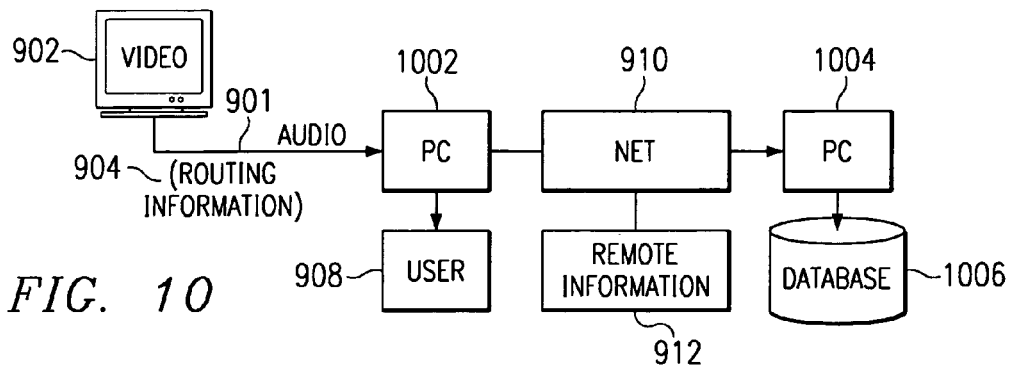 902
VIDEO
901
AUDIO
904
(ROUTING
INFORMATION)
1002
PC
910
NET
1004
PC
908
USER
REMOTE
INFORMATION
912
DATABASE
1006
FIG. 10